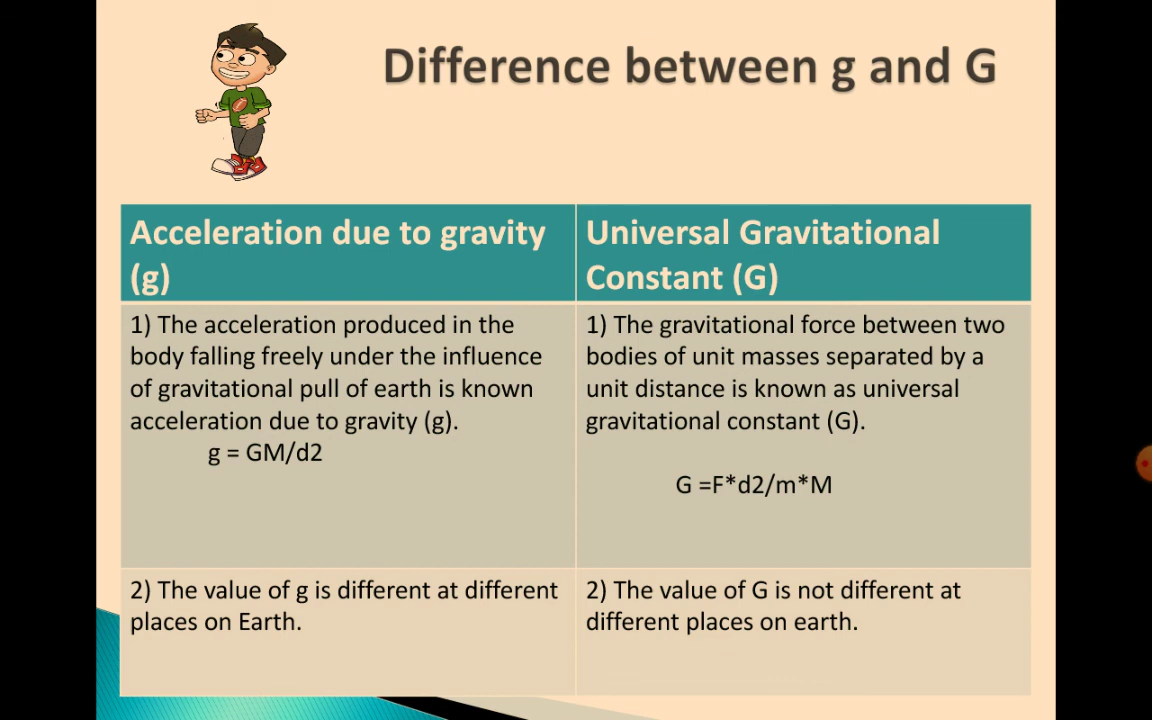 Difference between g and G
Acceleration due to gravity
(g)
Universal Gravitational
Constant (G)
1) The acceleration produced in the
body falling freely under the influence
of gravitational pull of earth is known
acceleration due to gravity (g).
g = GM/d2
1) The gravitational force between two
bodies of unit masses separated by a
unit distance is known as universal
gravitational constant (G).
G =F*d2/m*M
2) The value of g is different at different
places on Earth.
2) The value of G is not different at
different places on earth.